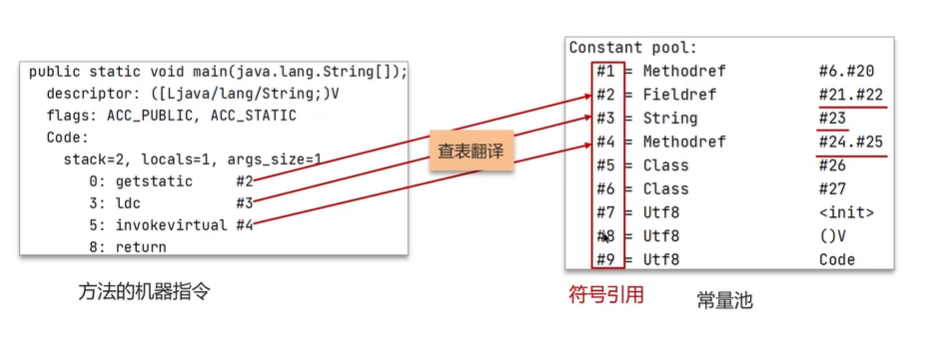 public static void main(java.lang.String[]);
descriptor: ([Ljava/lang/String;)V
flags: ACC_PUBLIC, ACC_STATIC
Code:
stack=2, locals=1, args_size=1
0: getstatic #2
3: ldc #3
5: invokevirtual #4
8: return
方法的机器指令
查表翻译
Constant pool:
#1 = Methodref #6.#20
#2 = Fieldref #21.#22
#3 = String #23
#4 = Methodref #24.#25
#5 = Class #26
#6 = Class #27
#7 = Utf8 <init>
#8 = Utf8 ()V
#9 = Utf8 Code
符号引用
常量池